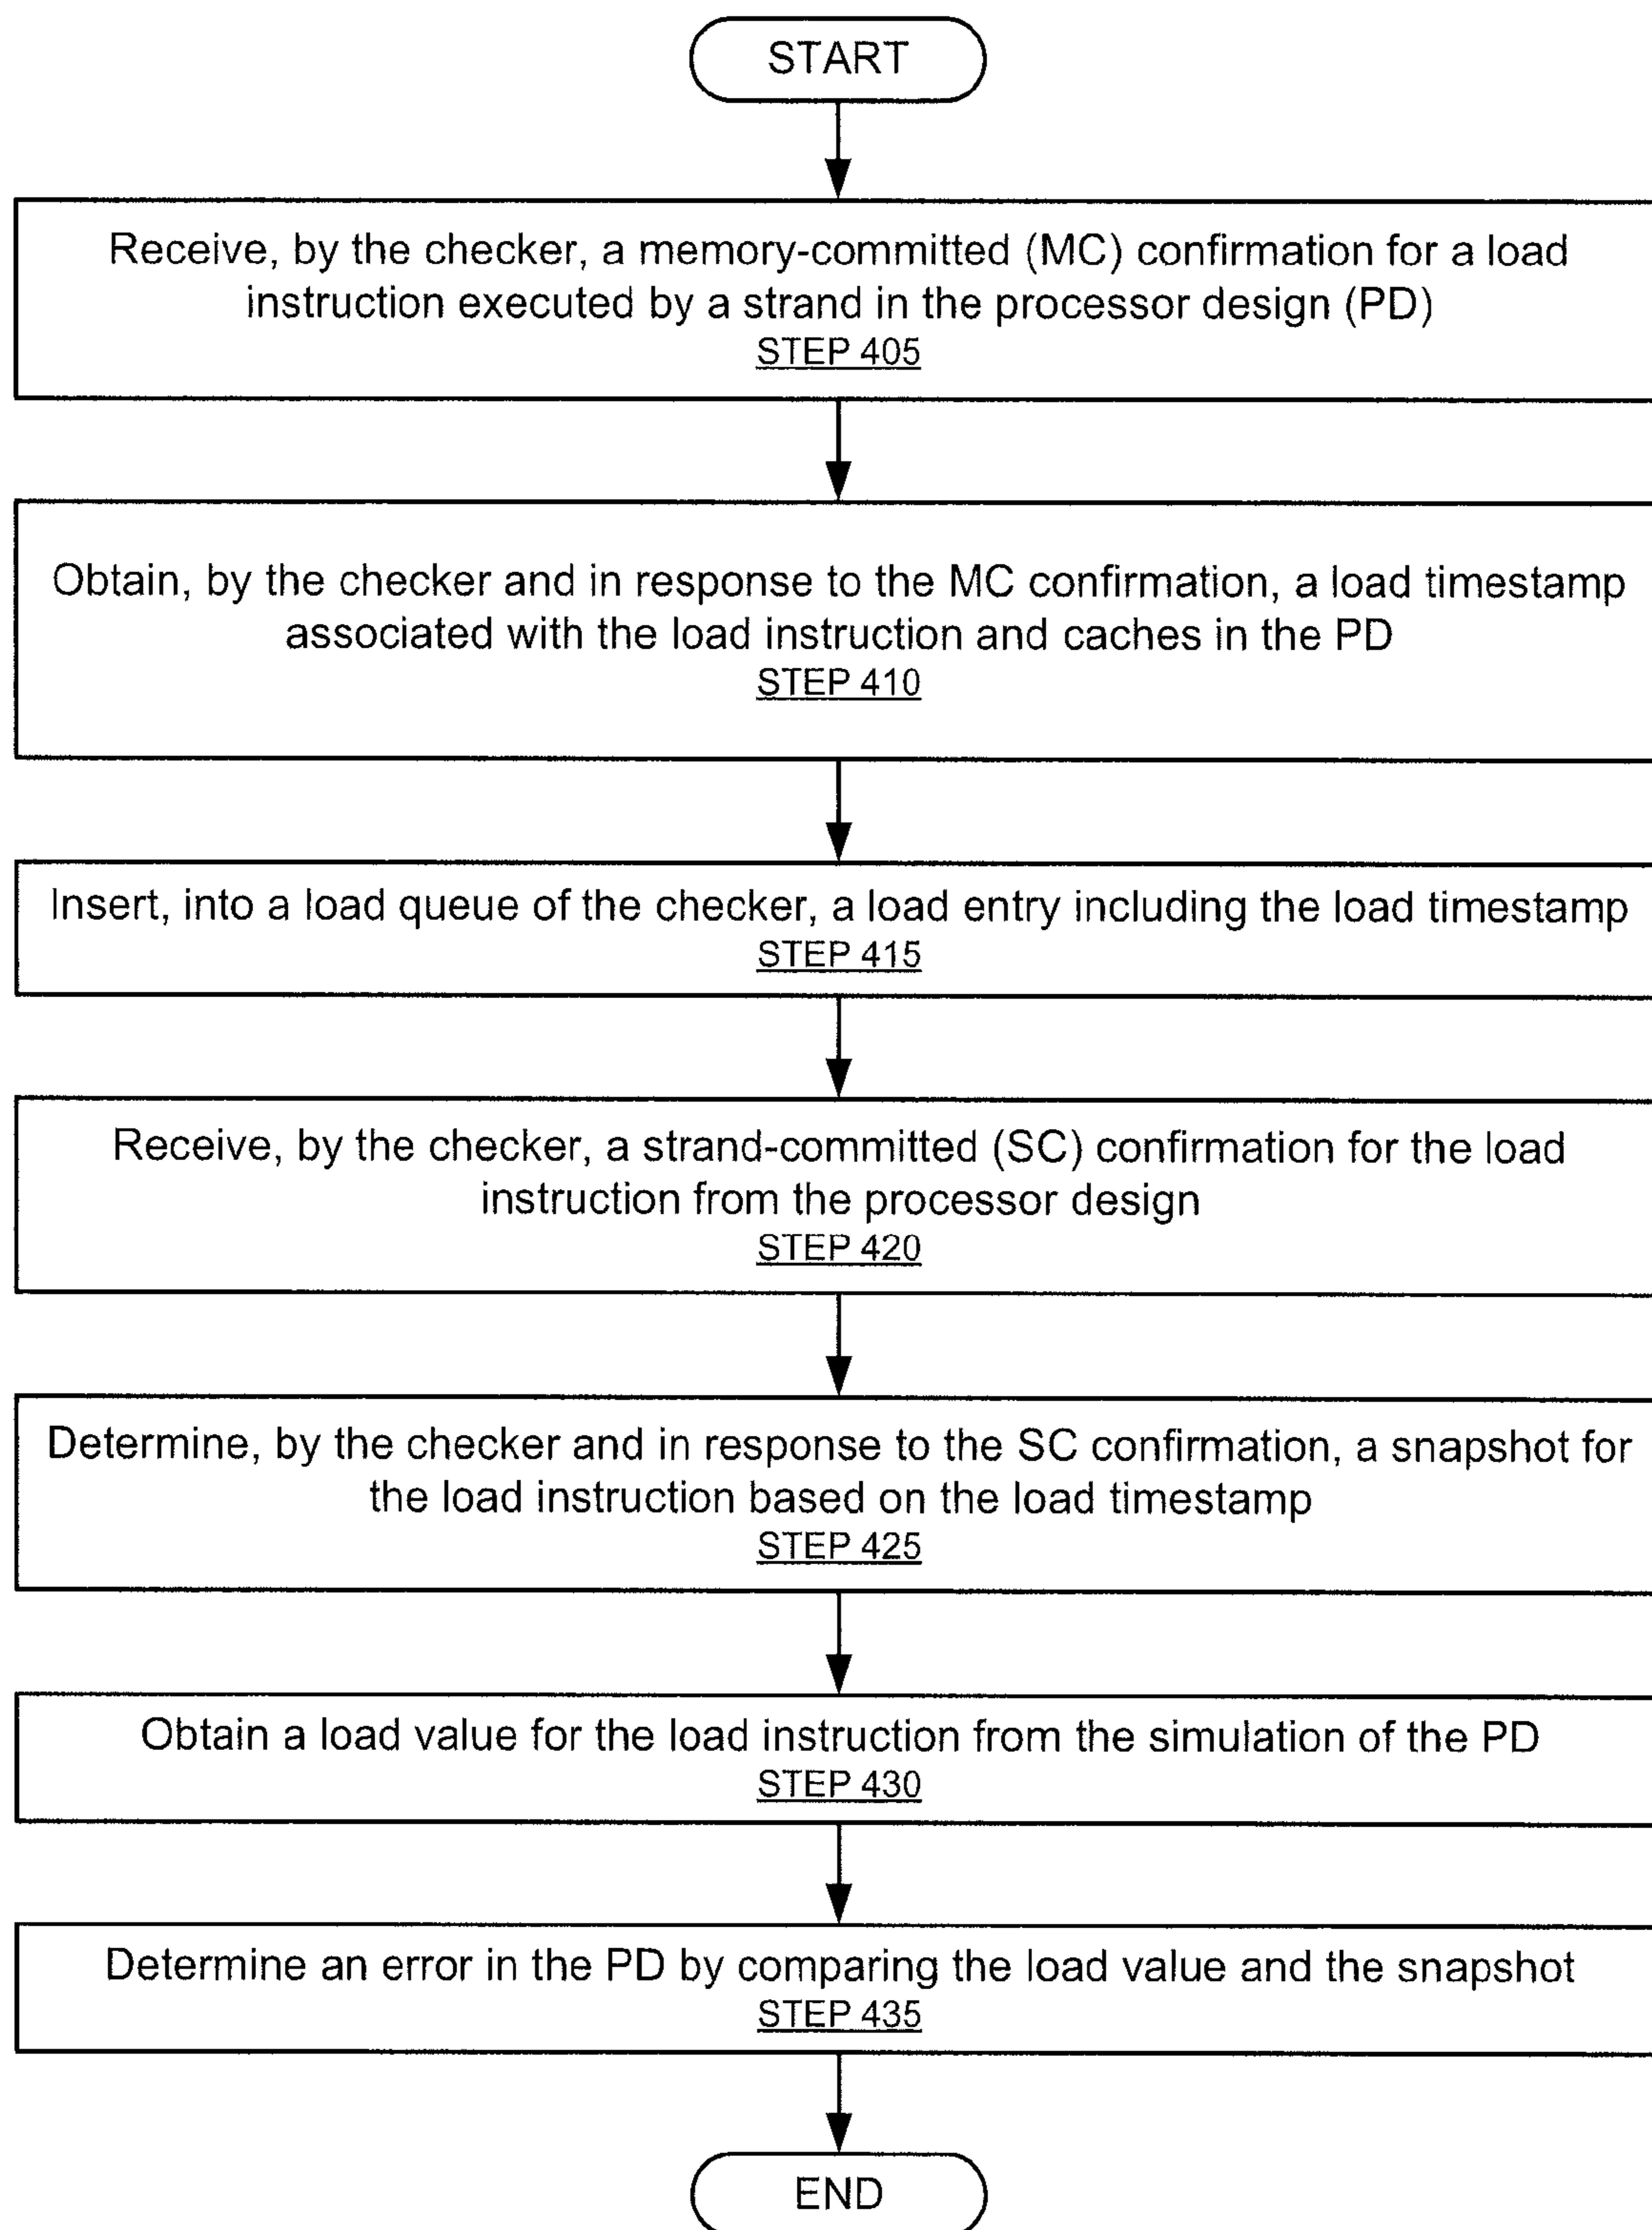 START
Receive, by the checker, a memory-committed (MC) confirmation for a load
instruction executed by a strand in the processor design (PD)
STEP 405
Obtain, by the checker and in response to the MC confirmation, a load timestamp
associated with the load instruction and caches in the PD
STEP 410
Insert, into a load queue of the checker, a load entry including the load timestamp
STEP 415
Receive, by the checker, a strand-committed (SC) confirmation for the load
instruction from the processor design
STEP 420
Determine, by the checker and in response to the SC confirmation, a snapshot for
the load instruction based on the load timestamp
STEP 425
Obtain a load value for the load instruction from the simulation of the PD
STEP 430
Determine an error in the PD by comparing the load value and the snapshot
STEP 435
END